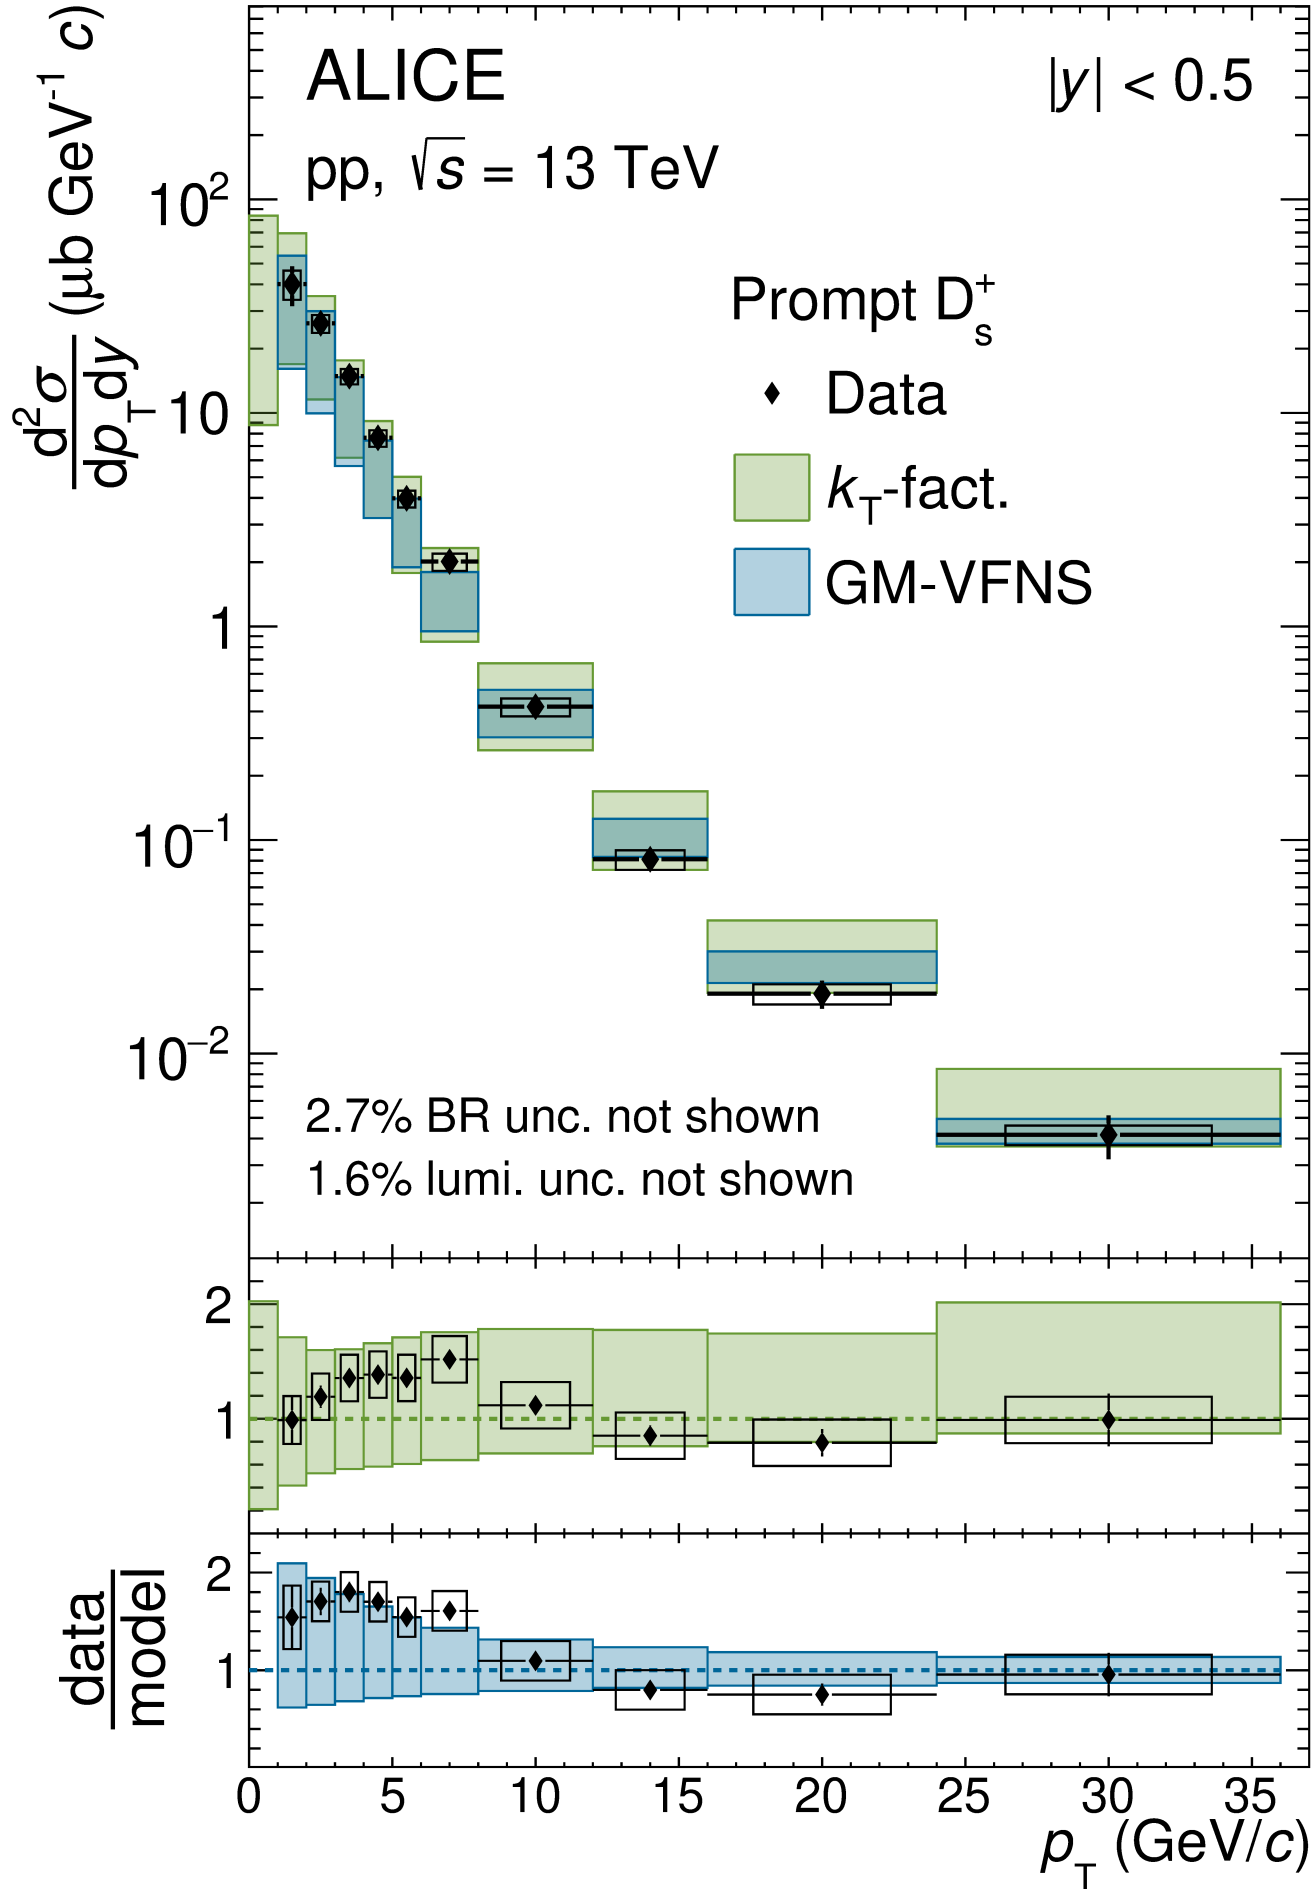 ALICE
|y| < 0.5
pp, √s = 13 TeV
d²σ/dp_T dy (μb GeV⁻¹ c)
10²
10
1
10⁻¹
10⁻²
Prompt D_s⁺
Data
k_T-fact.
GM-VFNS
2.7% BR unc. not shown
1.6% lumi. unc. not shown
2
1
data/model
2
1
0 5 10 15 20 25 30 35
p_T (GeV/c)